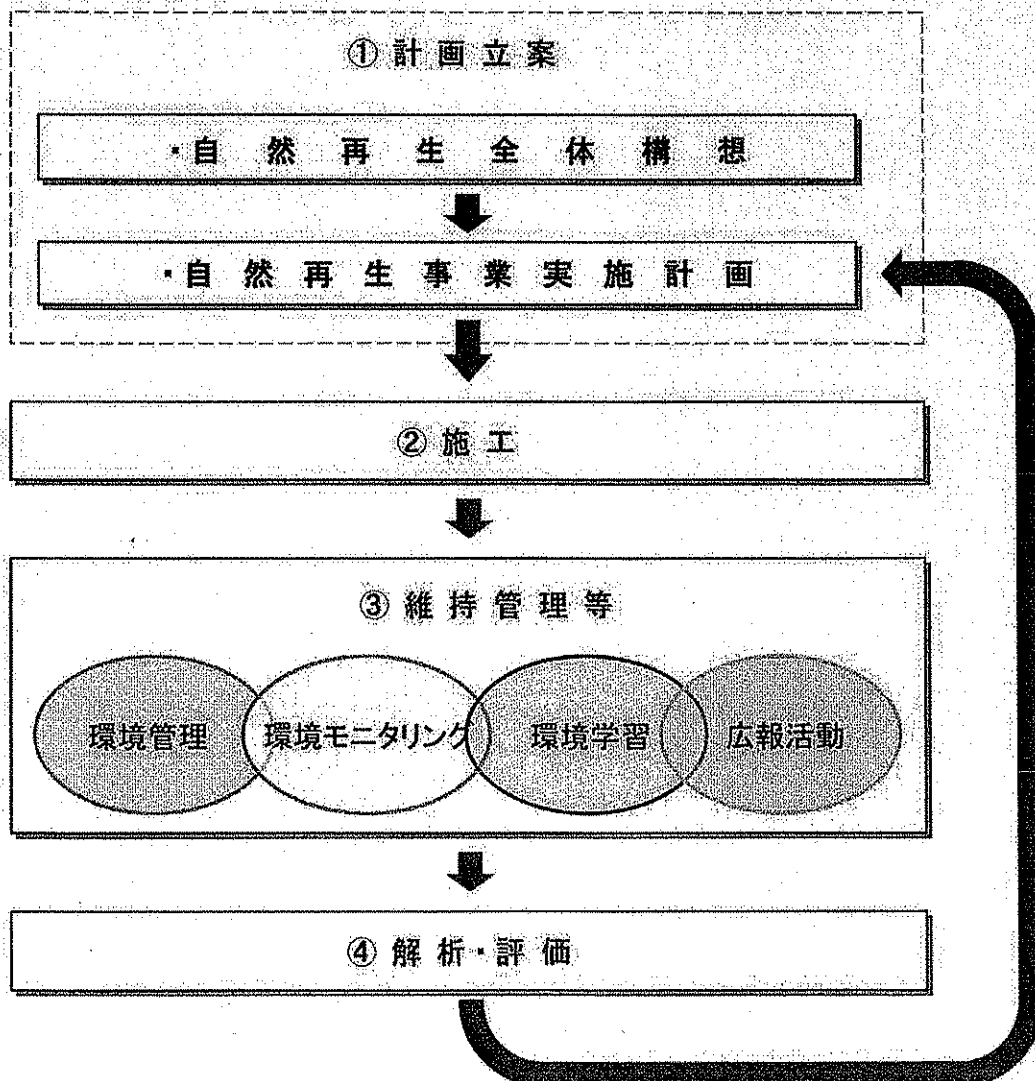 ①計画立案
・自然再生全体構想
・自然再生事業実施計画
②施工
③維持管理等
環境管理 環境モニタリング 環境学習 広報活動
④解析・評価